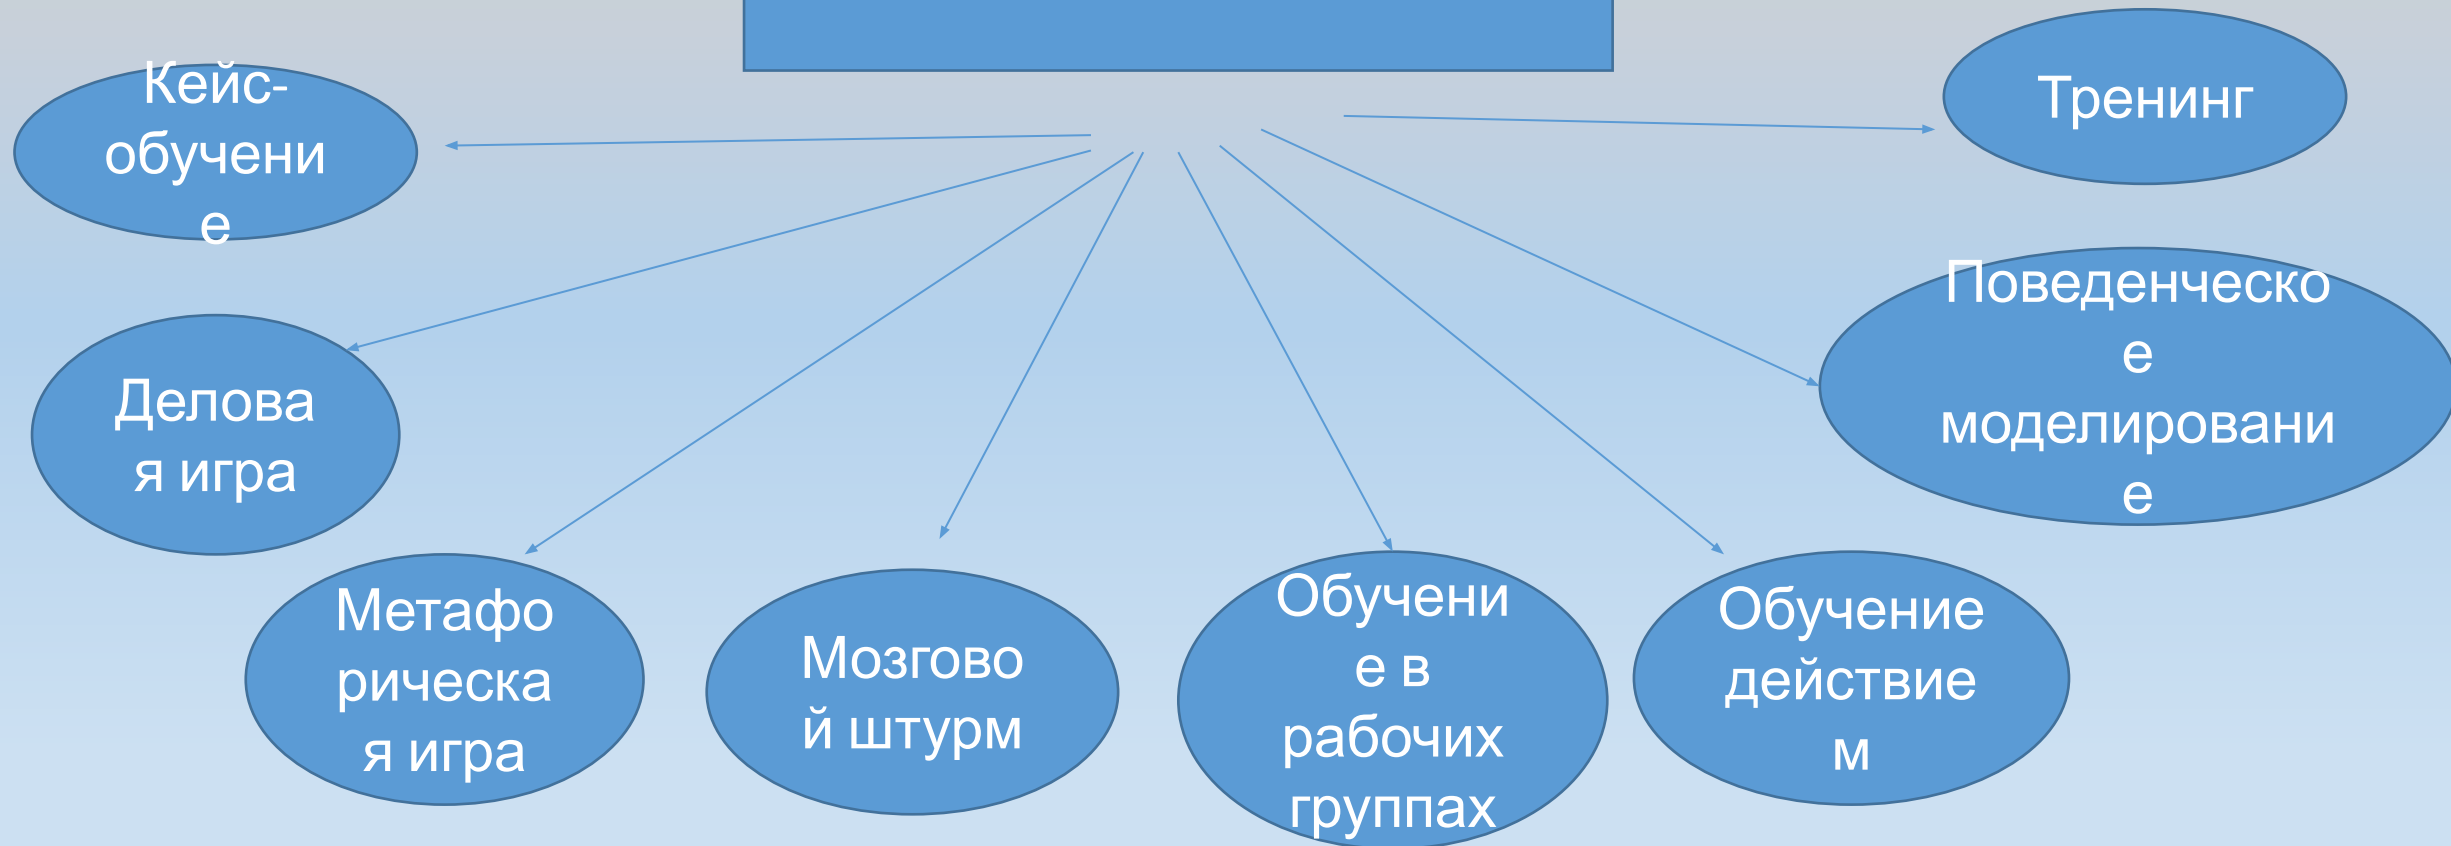 Кейс-
обучени
е
Тренинг
Поведенческо
е
моделировани
е
Делова
я игра
Метафо
рическа
я игра
Мозгово
й штурм
Обучени
е в
рабочих
группах
Обучение
действие
м